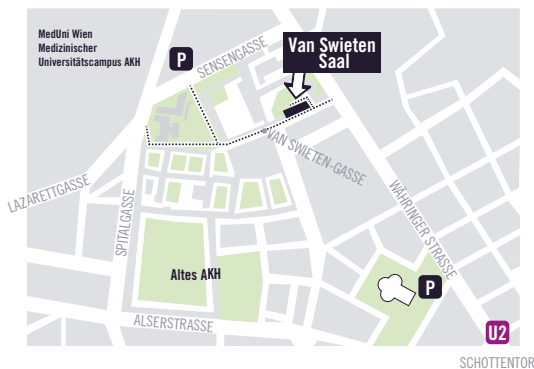 MedUni Wien
Medizinischer
Universitätscampus AKH
P
SENSENGASSE
Van Swieten
Saal
VAN SWIETEN-GASSE
LAZARETTGASSE
SPITALGASSE
WÄHRINGER STRASSE
Altes AKH
P
ALSERSTRASSE
U2
SCHOTTENTOR